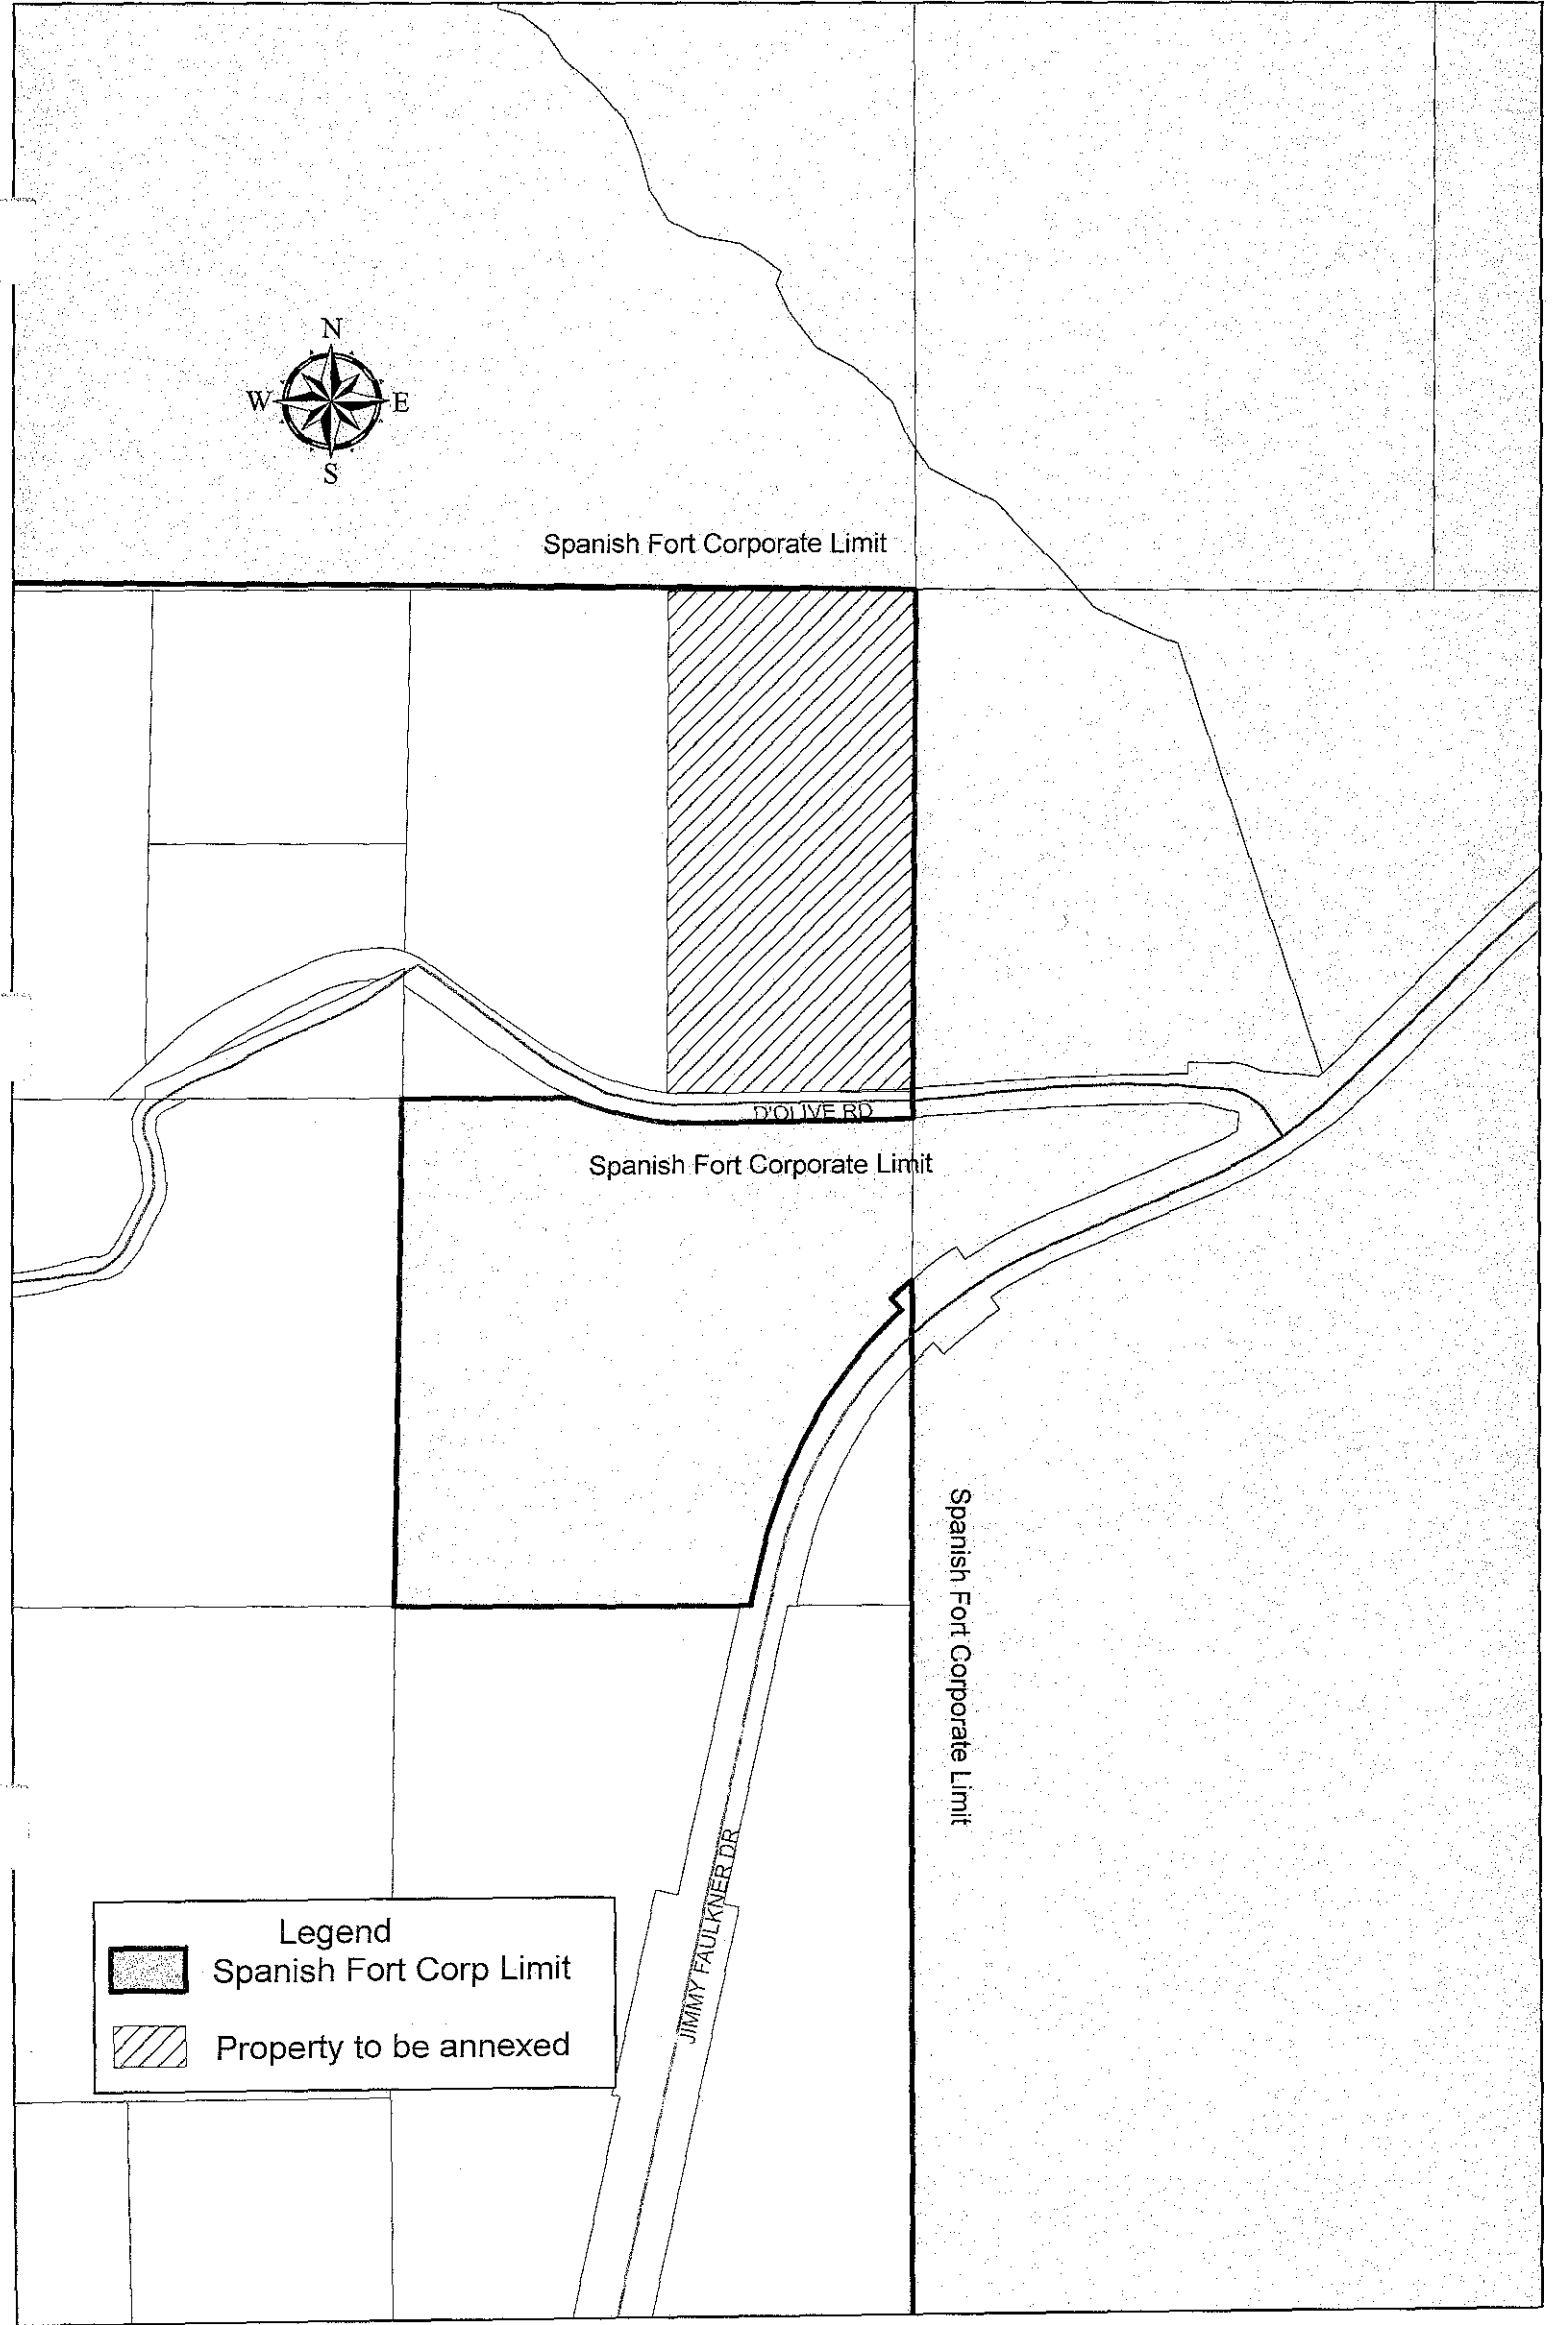 N
W E
S
Spanish Fort Corporate Limit
D'OLIVE RD
Spanish Fort Corporate Limit
Spanish Fort Corporate Limit
JIMMY FAULKNER DR
Legend
Spanish Fort Corp Limit
Property to be annexed